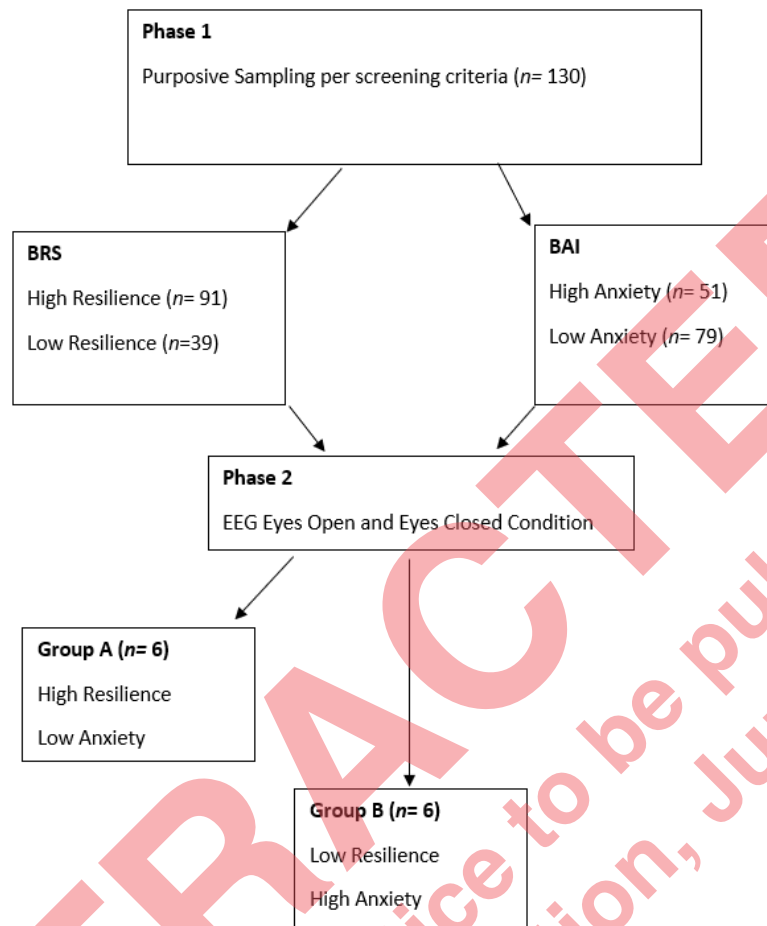 Phase 1
Purposive Sampling per screening criteria (n= 130)
BRS
High Resilience (n= 91)
Low Resilience (n=39)
BAI
High Anxiety (n= 51)
Low Anxiety (n= 79)
Phase 2
EEG Eyes Open and Eyes Closed Condition
Group A (n= 6)
High Resilience
Low Anxiety
Group B (n= 6)
Low Resilience
High Anxiety